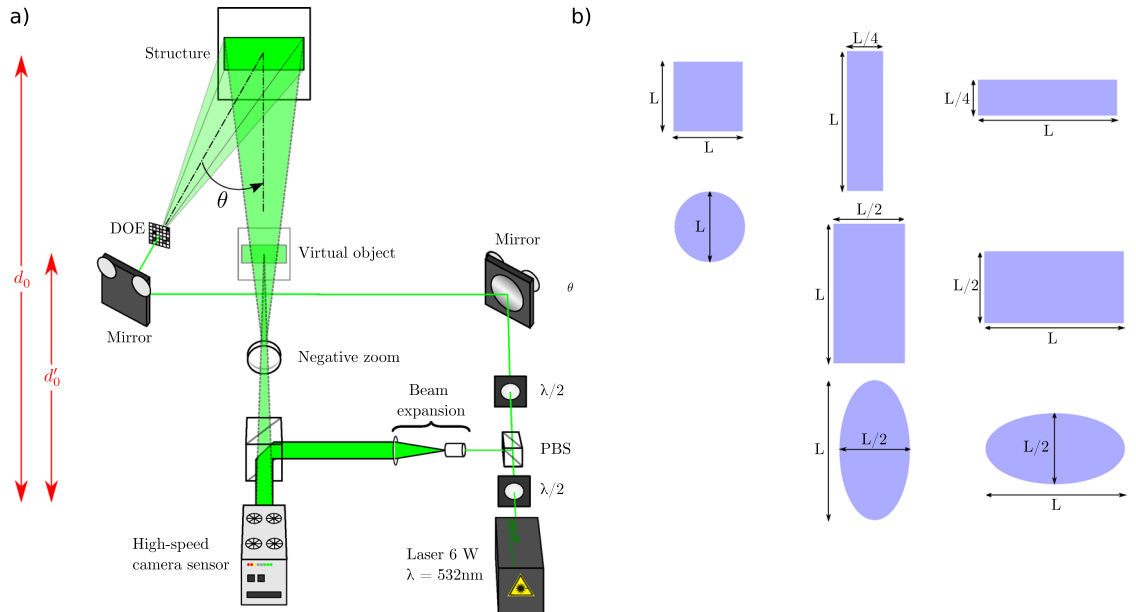 a)
Structure
θ
DOE
Virtual object
Mirror
θ
d₀
Mirror
d′₀
Negative zoom
λ/2
Beam
expansion
PBS
λ/2
High-speed
camera sensor
Laser 6 W
λ = 532nm
b)
L/4
L
L
L
L/4
L
L
L/2
L
L/2
L
L
L/2
L/2
L